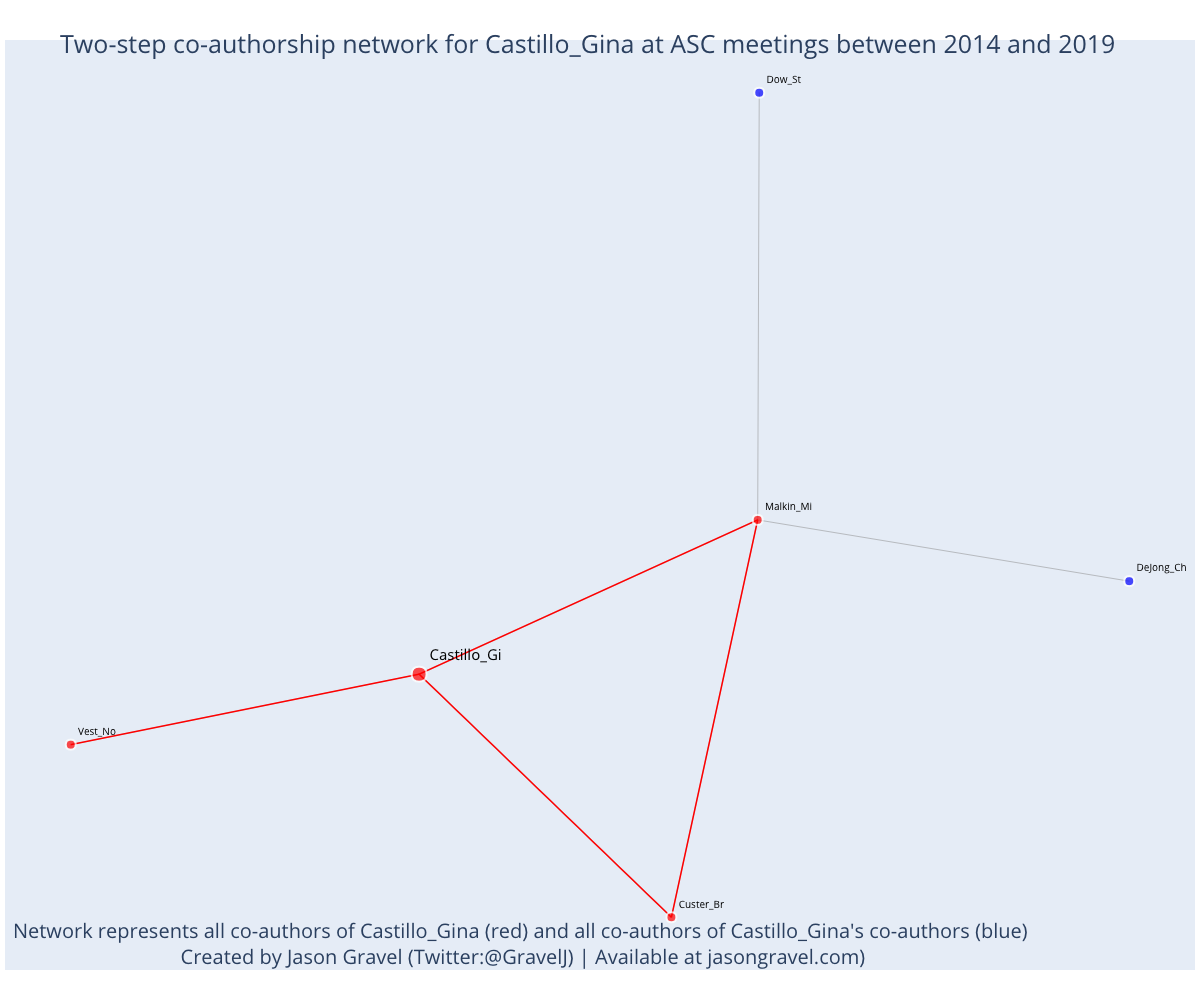 Two-step co-authorship network for Castillo_Gina at ASC meetings between 2014 and 2019
Dow_St
Malkin_Mi
DeJong_Ch
Castillo_Gi
Vest_No
Custer_Br
Network represents all co-authors of Castillo_Gina (red) and all co-authors of Castillo_Gina's co-authors (blue)
Created by Jason Gravel (Twitter:@GravelJ) | Available at jasongravel.com)